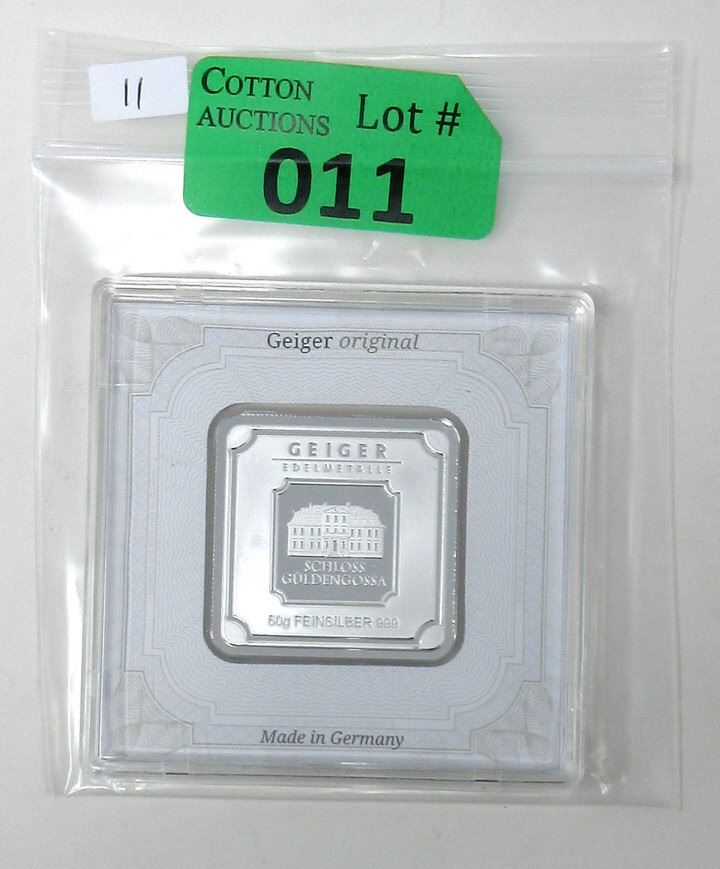 11
COTTON
AUCTIONS
Lot #
011
Geiger original
GEIGER
EDELMETALLE
SCHLOSS
GÜLDENGOSSA
50g FEINSILBER 999
Made in Germany